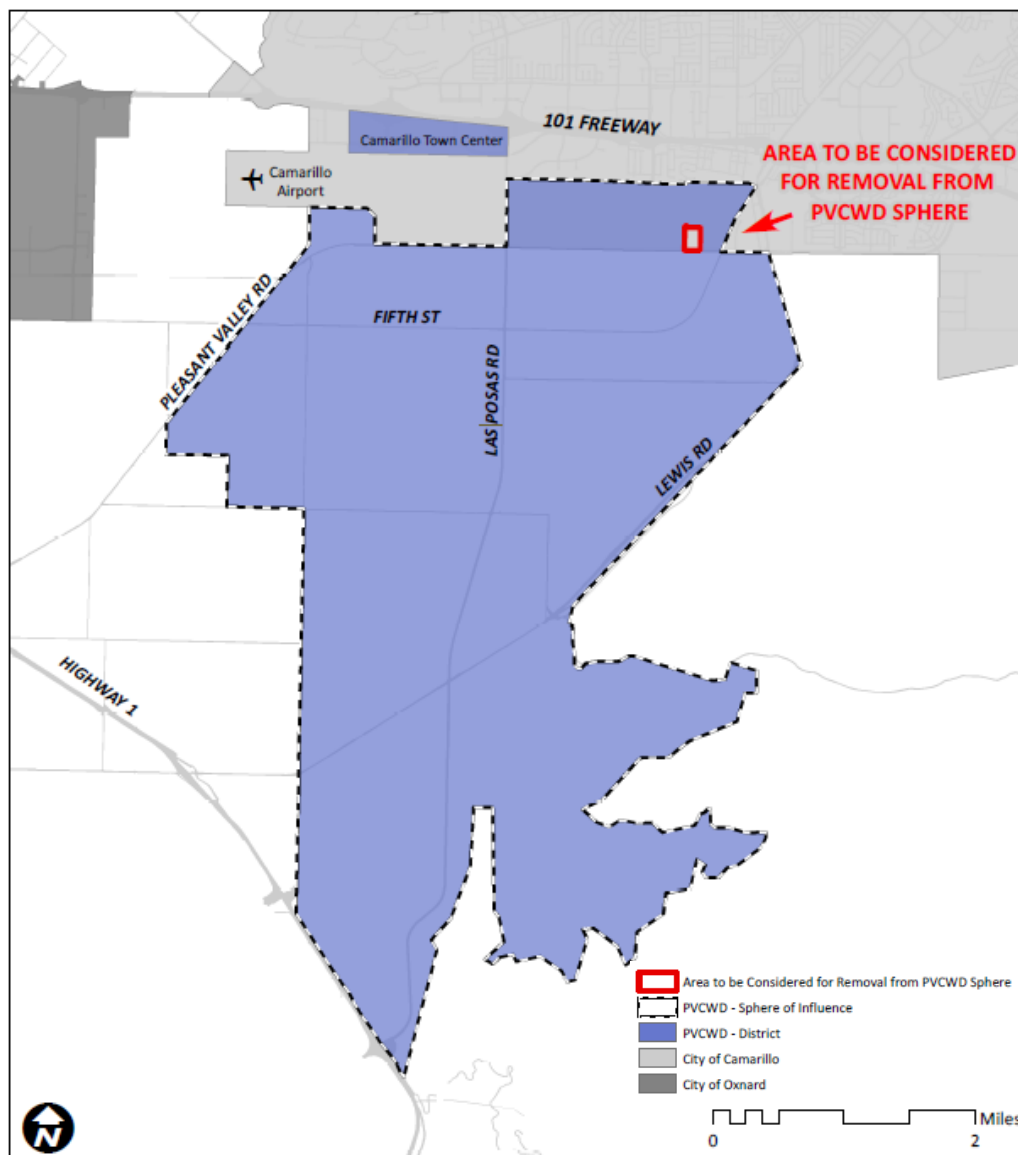 101 FREEWAY
Camarillo Town Center
AREA TO BE CONSIDERED
FOR REMOVAL FROM
PVCWD SPHERE
Camarillo
Airport
PLEASANT VALLEY RD
FIFTH ST
LAS POSAS RD
LEWIS RD
HIGHWAY 1
Area to be Considered for Removal from PVCWD Sphere
PVCWD - Sphere of Influence
PVCWD - District
City of Camarillo
City of Oxnard
N
Miles
0
2